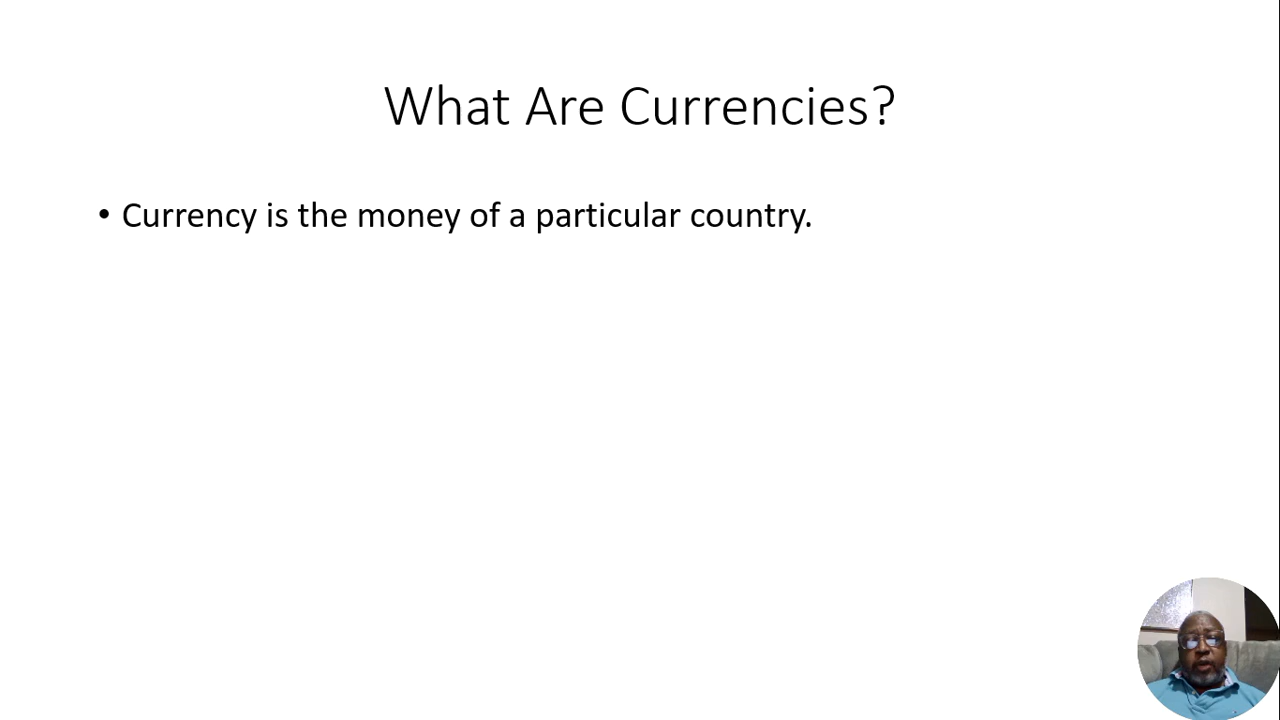 What Are Currencies?
• Currency is the money of a particular country.